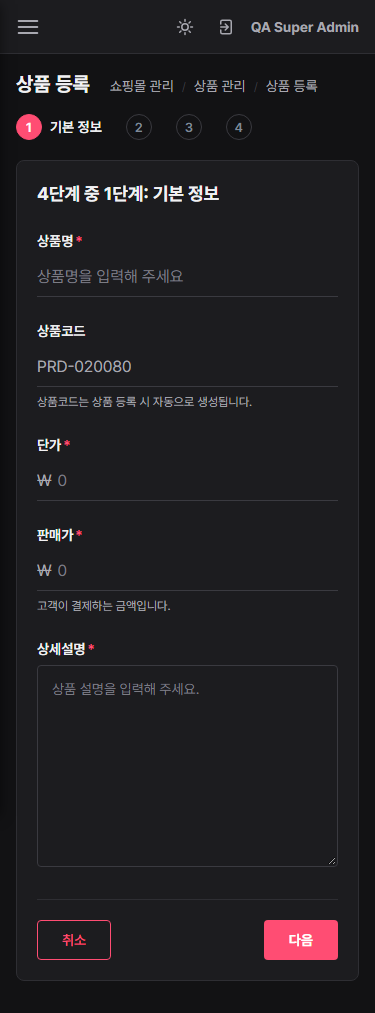 QA Super Admin
상품 등록 쇼핑몰 관리 / 상품 관리 / 상품 등록
1 기본 정보 2 3 4
4단계 중 1단계: 기본 정보
상품명 *
상품명을 입력해 주세요
상품코드
PRD-020080
상품코드는 상품 등록 시 자동으로 생성됩니다.
단가 *
₩ 0
판매가 *
₩ 0
고객이 결제하는 금액입니다.
상세설명 *
상품 설명을 입력해 주세요.
취소 다음